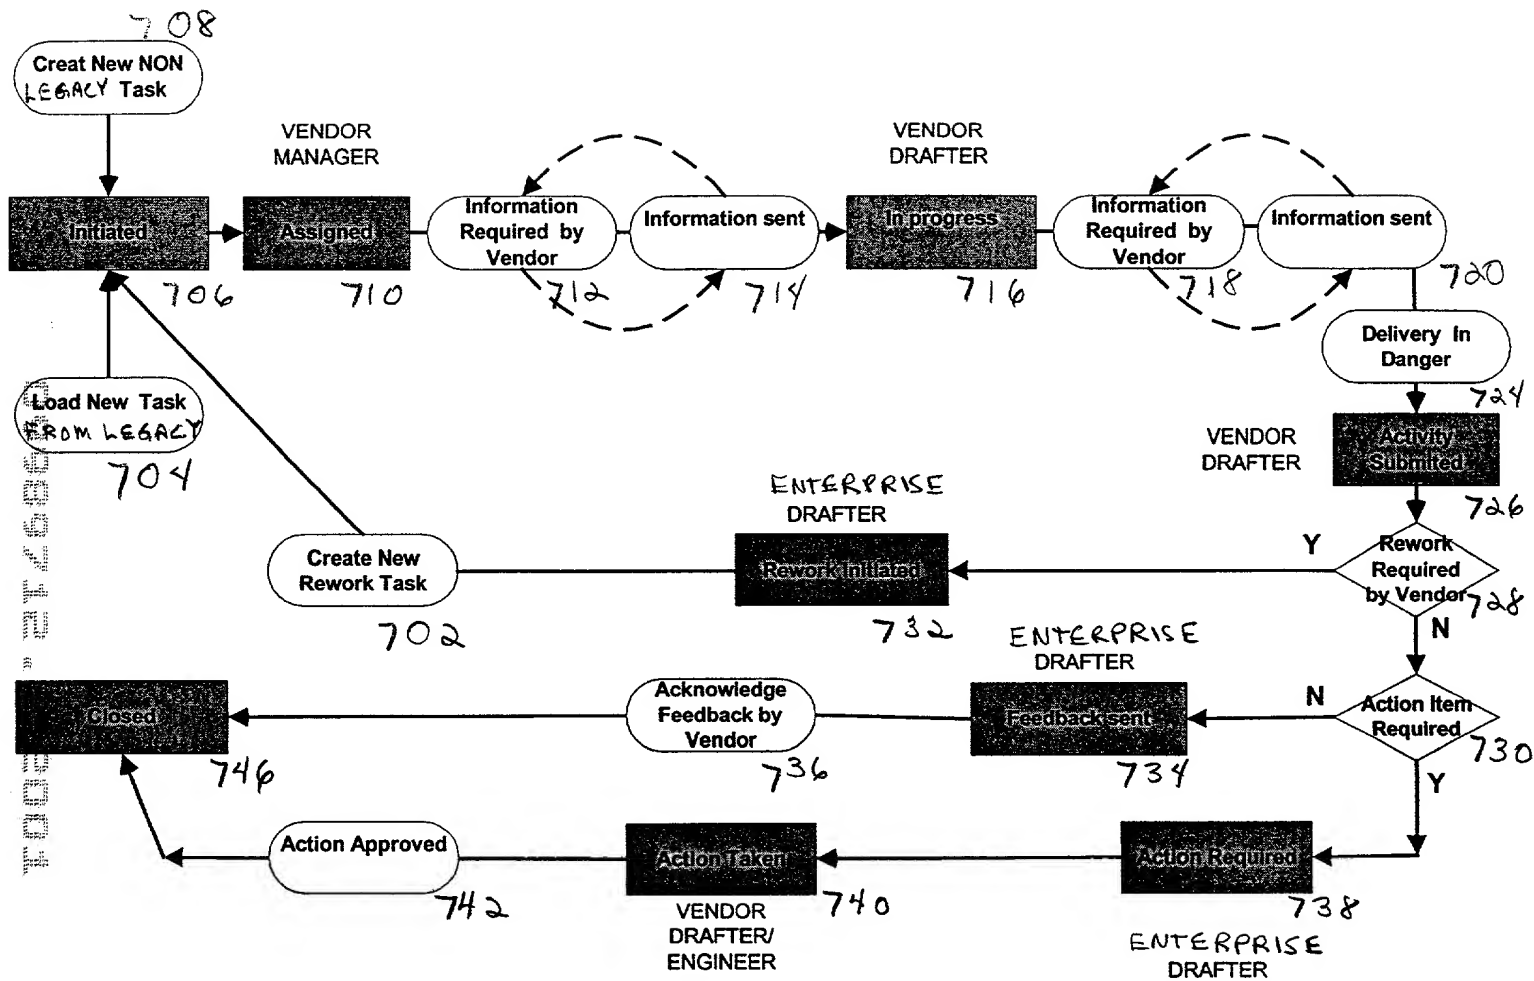 708
Creat New NON
LEGACY Task
VENDOR
MANAGER
VENDOR
DRAFTER
Initiated
706
Assigned
710
Information
Required by
Vendor
712
Information sent
714
In progress
716
Information
Required by
Vendor
718
Information sent
720
Delivery In
Danger
724
Load New Task
FROM LEGACY
704
VENDOR
DRAFTER
Activity
Submited
726
ENTERPRISE
DRAFTER
Create New
Rework Task
702
Rework Initiated
732
Y
Rework
Required
by Vendor
728
N
ENTERPRISE
DRAFTER
Closed
746
Acknowledge
Feedback by
Vendor
736
Feedback sent
734
N
Action Item
Required
730
Y
Action Approved
742
Action Taken
740
VENDOR
DRAFTER/
ENGINEER
Action Required
738
ENTERPRISE
DRAFTER